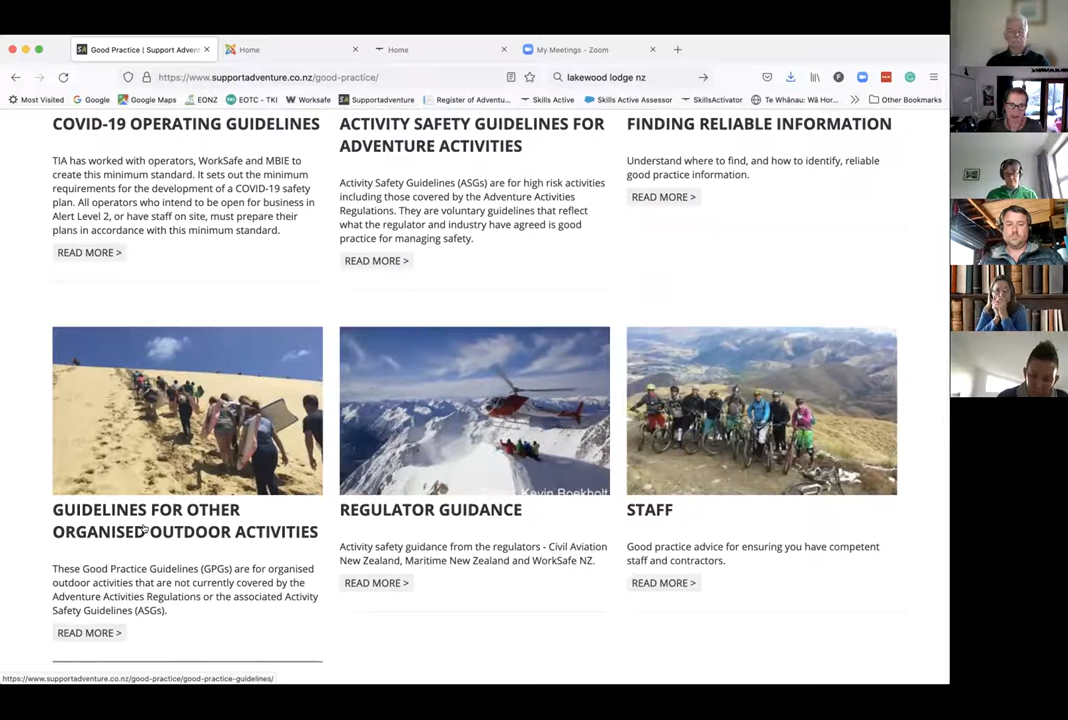 Good Practice | Support Adven
Home
Home
My Meetings - Zoom
https://www.supportadventure.co.nz/good-practice/
lakewood lodge nz
Most Visited
Google
Google Maps
EONZ
EOTC - TKI
Worksafe
Supportadventure
Register of Adventu...
Skills Active
Skills Active Assessor
SkillsActivator
Te Whānau: Wā Hor...
Other Bookmarks
COVID-19 OPERATING GUIDELINES
TIA has worked with operators, WorkSafe and MBIE to
create this minimum standard. It sets out the minimum
requirements for the development of a COVID-19 safety
plan. All operators who intend to be open for business in
Alert Level 2, or have staff on site, must prepare their
plans in accordance with this minimum standard.
READ MORE >
ACTIVITY SAFETY GUIDELINES FOR
ADVENTURE ACTIVITIES
Activity Safety Guidelines (ASGs) are for high risk activities
including those covered by the Adventure Activities
Regulations. They are voluntary guidelines that reflect
what the regulator and industry have agreed is good
practice for managing safety.
READ MORE >
FINDING RELIABLE INFORMATION
Understand where to find, and how to identify, reliable
good practice information.
READ MORE >
Kevin Boekholt
GUIDELINES FOR OTHER
ORGANISED OUTDOOR ACTIVITIES
These Good Practice Guidelines (GPGs) are for organised
outdoor activities that are not currently covered by the
Adventure Activities Regulations or the associated Activity
Safety Guidelines (ASGs).
READ MORE >
REGULATOR GUIDANCE
Activity safety guidance from the regulators - Civil Aviation
New Zealand, Maritime New Zealand and WorkSafe NZ.
READ MORE >
STAFF
Good practice advice for ensuring you have competent
staff and contractors.
READ MORE >
https://www.supportadventure.co.nz/good-practice/good-practice-guidelines/